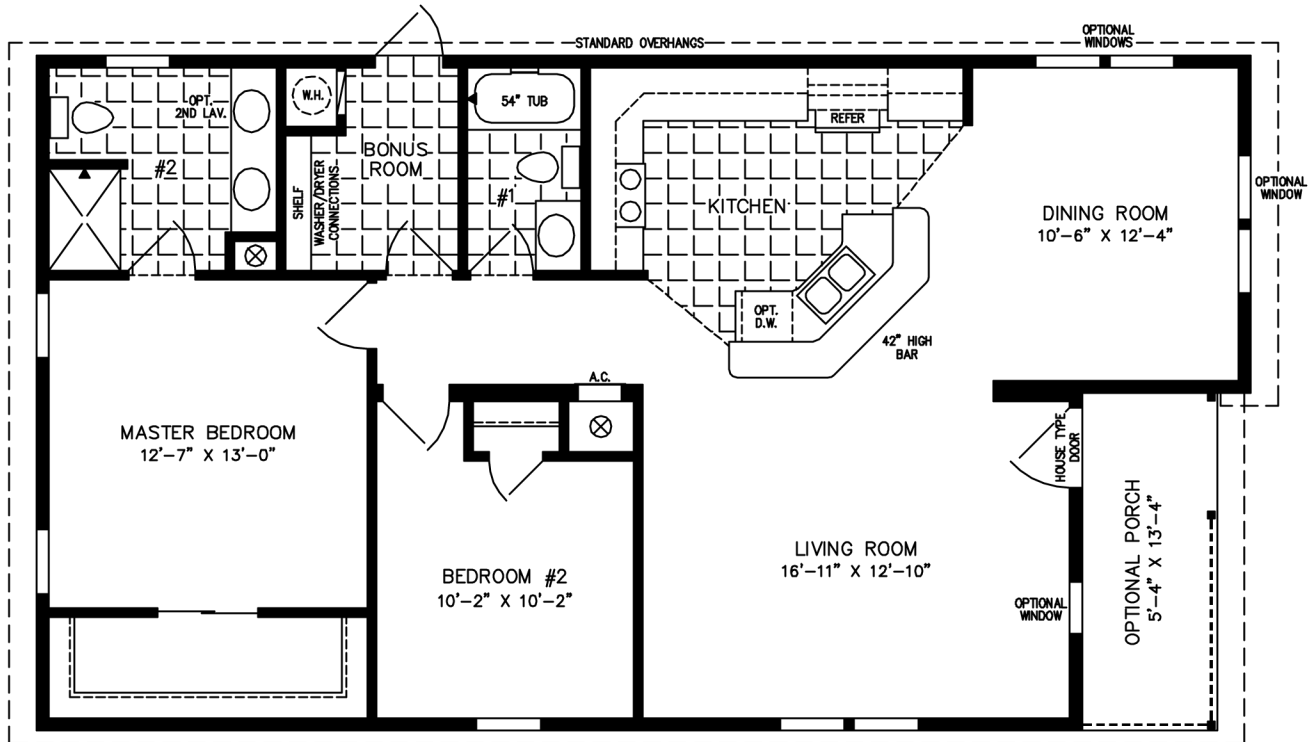 STANDARD OVERHANGS
OPTIONAL
WINDOWS
OPT.
2ND LAV.
#2
W.H.
SHELF
WASHER/DRYER
CONNECTIONS
BONUS
ROOM
54" TUB
#1
REFER
KITCHEN
OPT.
D.W.
42" HIGH
BAR
DINING ROOM
10'-6" X 12'-4"
OPTIONAL
WINDOW
A.C.
MASTER BEDROOM
12'-7" X 13'-0"
BEDROOM #2
10'-2" X 10'-2"
LIVING ROOM
16'-11" X 12'-10"
HOUSE TYPE
DOOR
OPTIONAL
WINDOW
OPTIONAL PORCH
5'-4" X 13'-4"